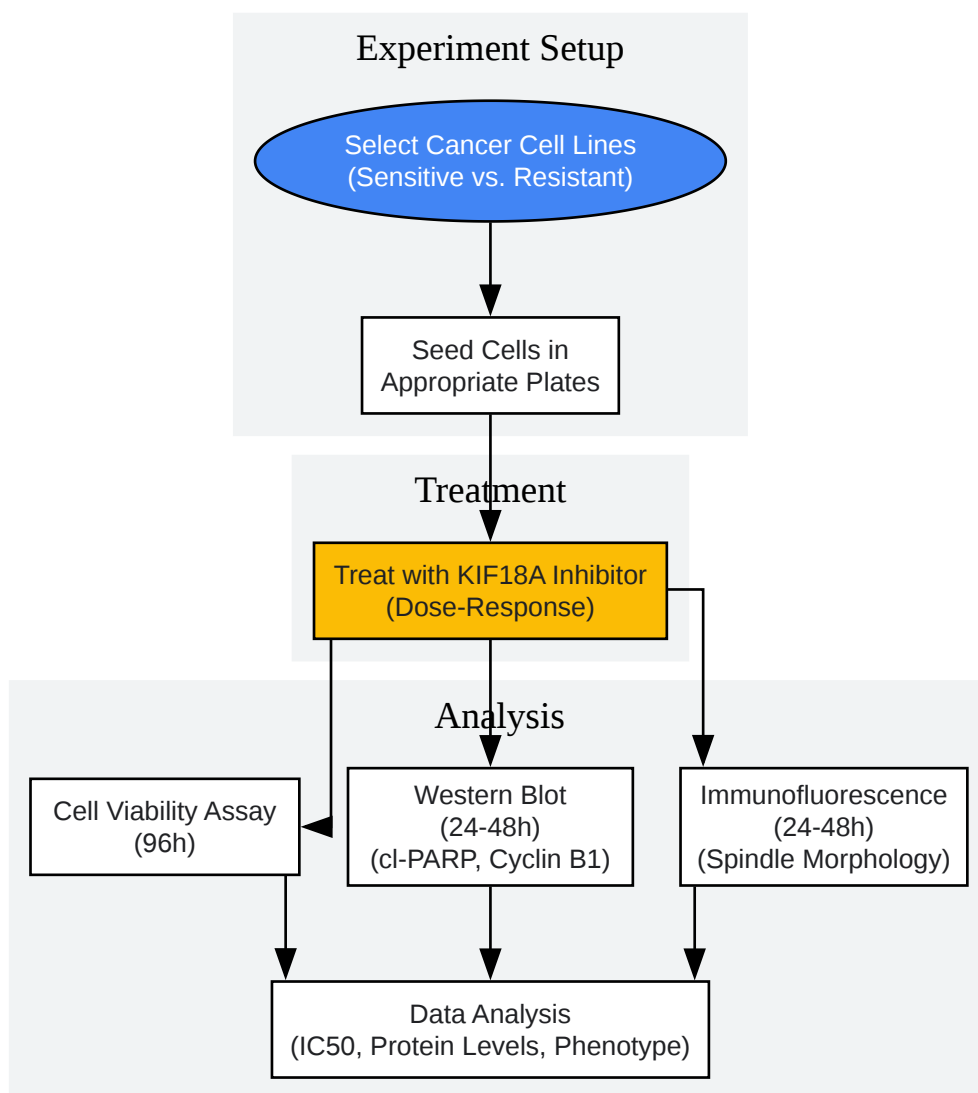 Experiment Setup
Select Cancer Cell Lines
(Sensitive vs. Resistant)
Seed Cells in
Appropriate Plates
Treatment
Treat with KIF18A Inhibitor
(Dose-Response)
Analysis
Cell Viability Assay
(96h)
Western Blot
(24-48h)
(cl-PARP, Cyclin B1)
Immunofluorescence
(24-48h)
(Spindle Morphology)
Data Analysis
(IC50, Protein Levels, Phenotype)